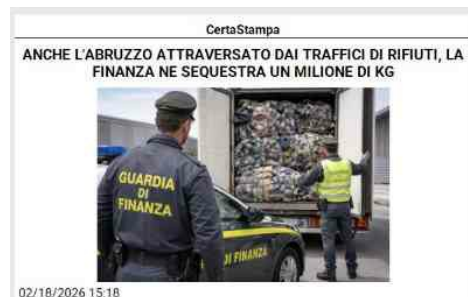 CertaStampa
ANCHE L'ABRUZZO ATTRAVERSATO DAI TRAFFICI DI RIFIUTI, LA
FINANZA NE SEQUESTRA UN MILIONE DI KG
GUARDIA
DI
FINANZA
DI FINANZA
02/18/2026 15:18